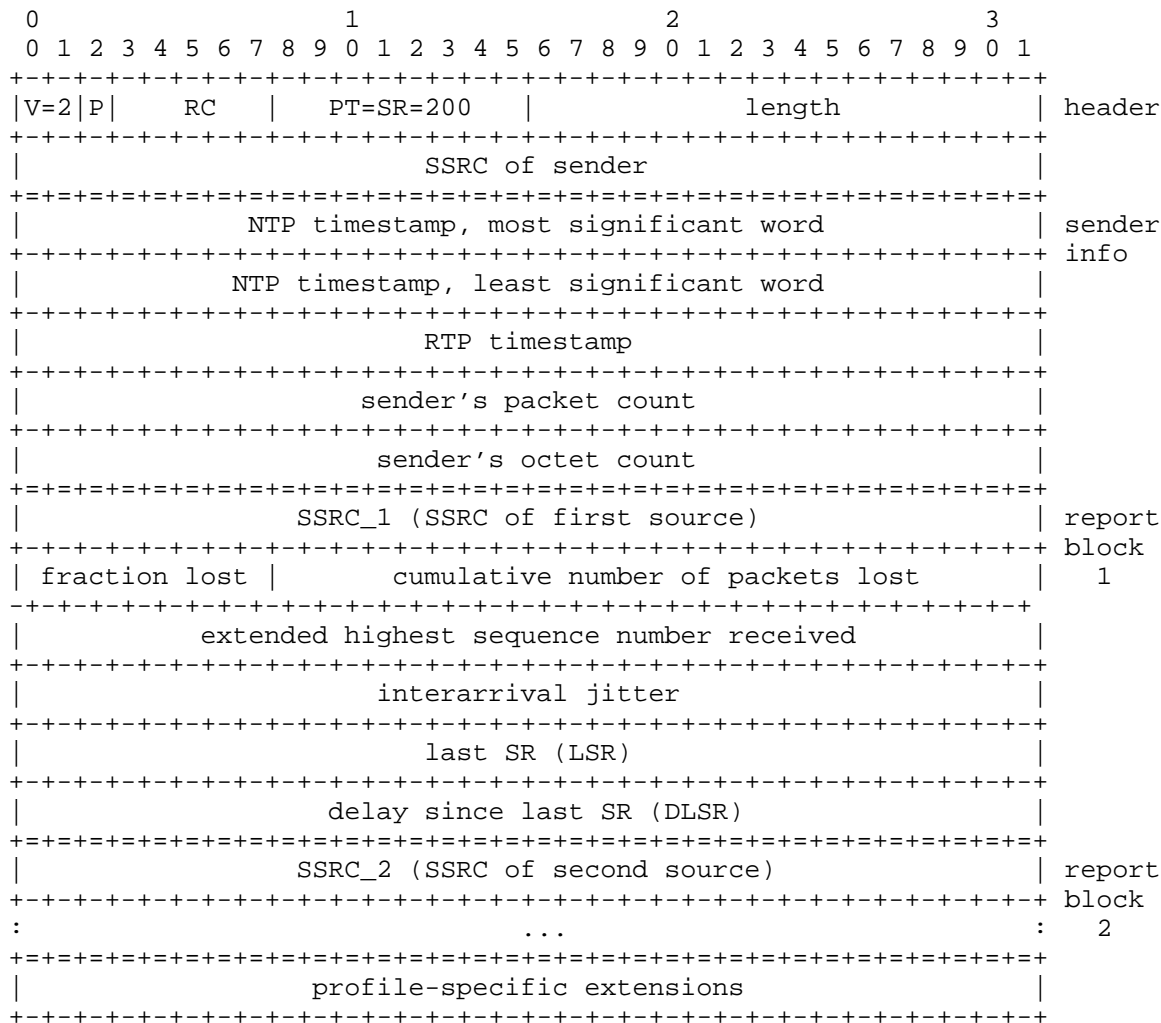 0                   1                   2                   3
 0 1 2 3 4 5 6 7 8 9 0 1 2 3 4 5 6 7 8 9 0 1 2 3 4 5 6 7 8 9 0 1
+-+-+-+-+-+-+-+-+-+-+-+-+-+-+-+-+-+-+-+-+-+-+-+-+-+-+-+-+-+-+-+-+
|V=2|P|    RC   |   PT=SR=200   |             length            | header
+-+-+-+-+-+-+-+-+-+-+-+-+-+-+-+-+-+-+-+-+-+-+-+-+-+-+-+-+-+-+-+-+
|                         SSRC of sender                        |
+=+=+=+=+=+=+=+=+=+=+=+=+=+=+=+=+=+=+=+=+=+=+=+=+=+=+=+=+=+=+=+=+
|              NTP timestamp, most significant word             | sender
+-+-+-+-+-+-+-+-+-+-+-+-+-+-+-+-+-+-+-+-+-+-+-+-+-+-+-+-+-+-+-+-+ info
|             NTP timestamp, least significant word             |
+-+-+-+-+-+-+-+-+-+-+-+-+-+-+-+-+-+-+-+-+-+-+-+-+-+-+-+-+-+-+-+-+
|                         RTP timestamp                         |
+-+-+-+-+-+-+-+-+-+-+-+-+-+-+-+-+-+-+-+-+-+-+-+-+-+-+-+-+-+-+-+-+
|                     sender’s packet count                     |
+-+-+-+-+-+-+-+-+-+-+-+-+-+-+-+-+-+-+-+-+-+-+-+-+-+-+-+-+-+-+-+-+
|                      sender’s octet count                     |
+=+=+=+=+=+=+=+=+=+=+=+=+=+=+=+=+=+=+=+=+=+=+=+=+=+=+=+=+=+=+=+=+
|                 SSRC_1 (SSRC of first source)                 | report
+-+-+-+-+-+-+-+-+-+-+-+-+-+-+-+-+-+-+-+-+-+-+-+-+-+-+-+-+-+-+-+-+ block
| fraction lost |       cumulative number of packets lost       |   1
-+-+-+-+-+-+-+-+-+-+-+-+-+-+-+-+-+-+-+-+-+-+-+-+-+-+-+-+-+-+-+-+
|           extended highest sequence number received           |
+-+-+-+-+-+-+-+-+-+-+-+-+-+-+-+-+-+-+-+-+-+-+-+-+-+-+-+-+-+-+-+-+
|                      interarrival jitter                      |
+-+-+-+-+-+-+-+-+-+-+-+-+-+-+-+-+-+-+-+-+-+-+-+-+-+-+-+-+-+-+-+-+
|                         last SR (LSR)                         |
+-+-+-+-+-+-+-+-+-+-+-+-+-+-+-+-+-+-+-+-+-+-+-+-+-+-+-+-+-+-+-+-+
|                   delay since last SR (DLSR)                  |
+=+=+=+=+=+=+=+=+=+=+=+=+=+=+=+=+=+=+=+=+=+=+=+=+=+=+=+=+=+=+=+=+
|                 SSRC_2 (SSRC of second source)                | report
+-+-+-+-+-+-+-+-+-+-+-+-+-+-+-+-+-+-+-+-+-+-+-+-+-+-+-+-+-+-+-+-+ block
:                               ...                             :   2
+=+=+=+=+=+=+=+=+=+=+=+=+=+=+=+=+=+=+=+=+=+=+=+=+=+=+=+=+=+=+=+=+
|                  profile-specific extensions                  |
+-+-+-+-+-+-+-+-+-+-+-+-+-+-+-+-+-+-+-+-+-+-+-+-+-+-+-+-+-+-+-+-+